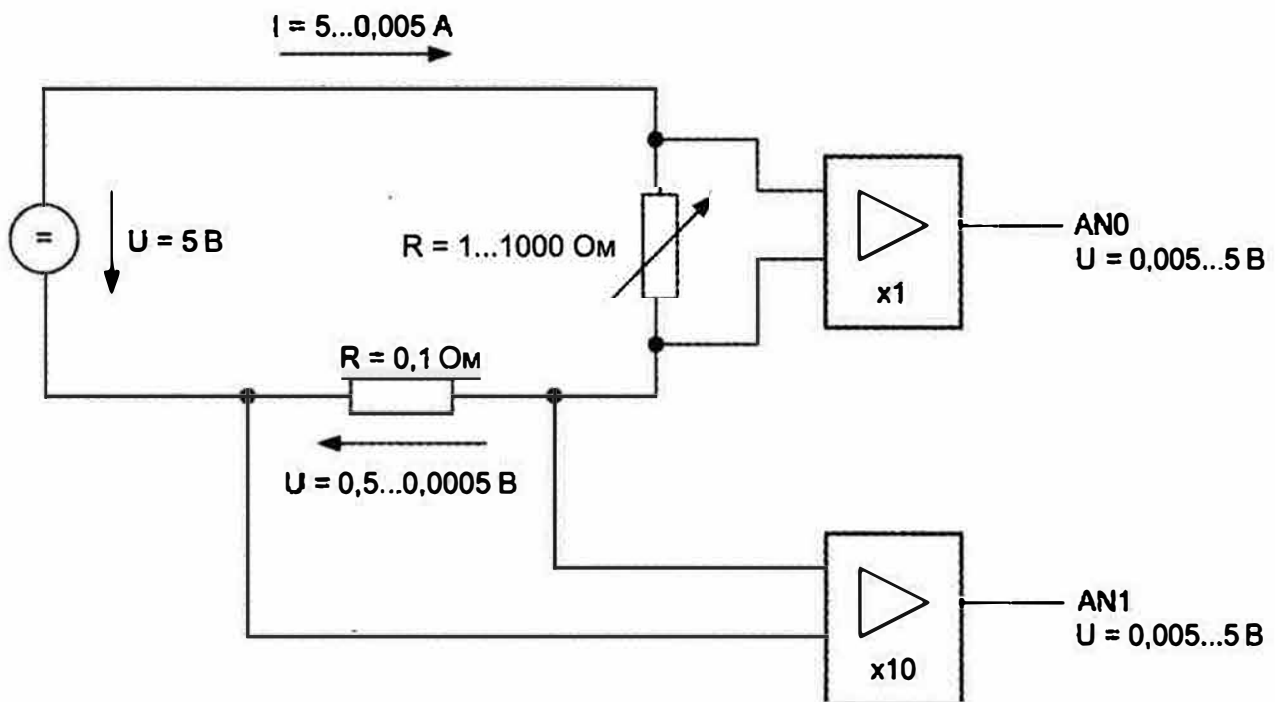 I = 5...0,005 А
U = 5 В
R = 1...1000 Ом
=
x1
AN0
U = 0,005...5 В
R = 0,1 Ом
U = 0,5...0,0005 В
x10
AN1
U = 0,005...5 В